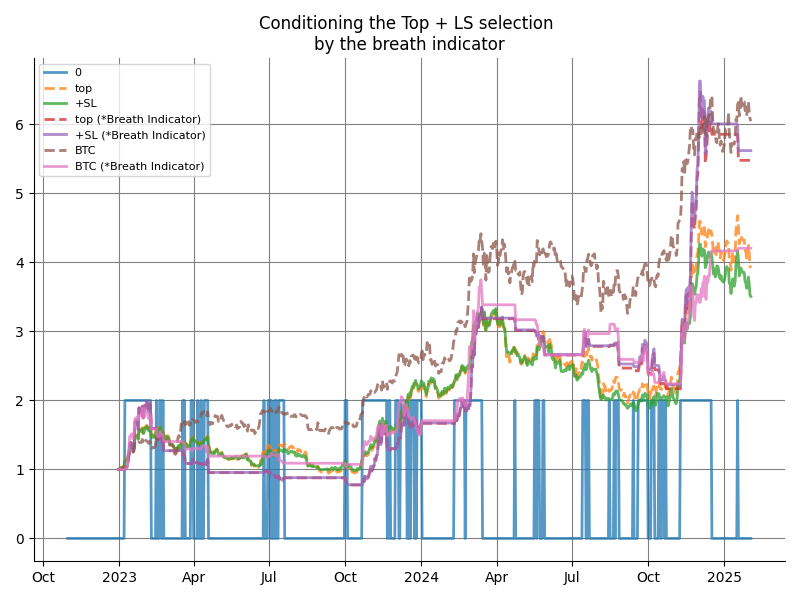 Conditioning the Top + LS selection
by the breath indicator
0
top
+SL
top (*Breath Indicator)
+SL (*Breath Indicator)
BTC
BTC (*Breath Indicator)
6
5
4
3
2
1
0
Oct
2023
Apr
Jul
Oct
2024
Apr
Jul
Oct
2025